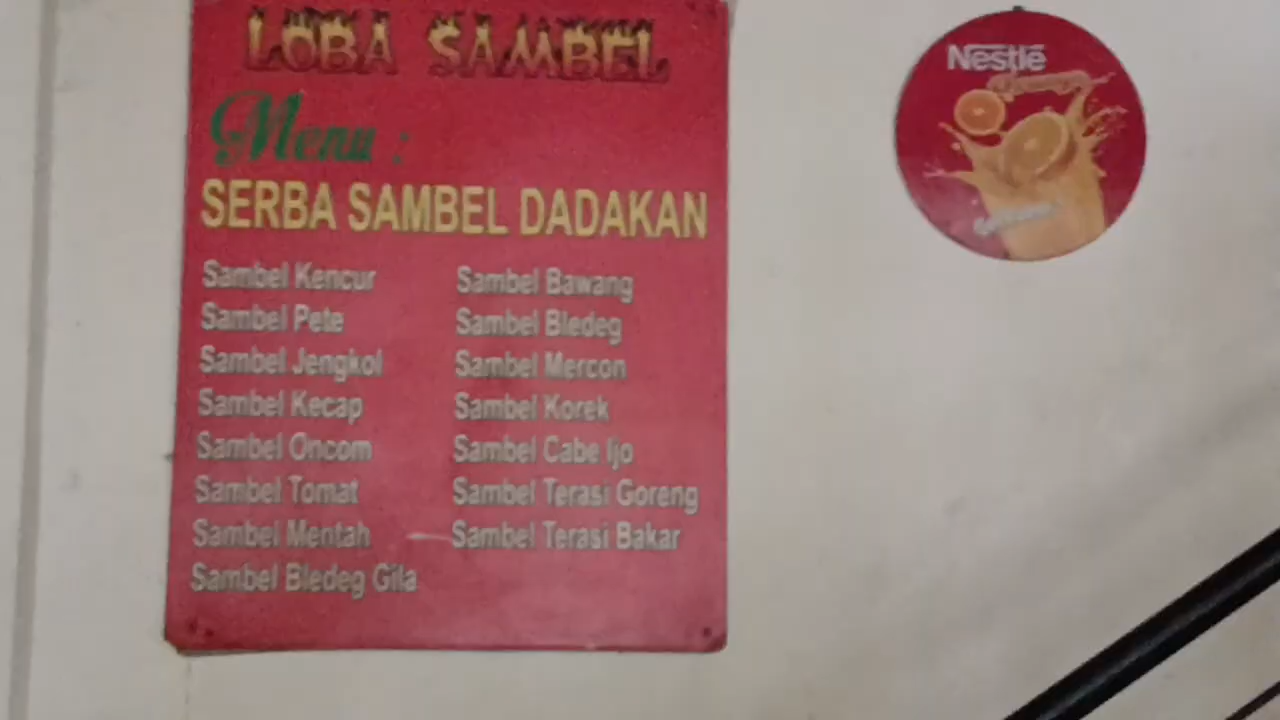 LOBA SAMBEL
Menu :
SERBA SAMBEL DADAKAN
Sambel Kencur
Sambel Pete
Sambel Jengkol
Sambel Kecap
Sambel Oncom
Sambel Tomat
Sambel Mentah
Sambel Bledeg Gila
Sambel Bawang
Sambel Bledeg
Sambel Mercon
Sambel Korek
Sambel Cabe Ijo
Sambel Terasi Goreng
Sambel Terasi Bakar
Nestlé